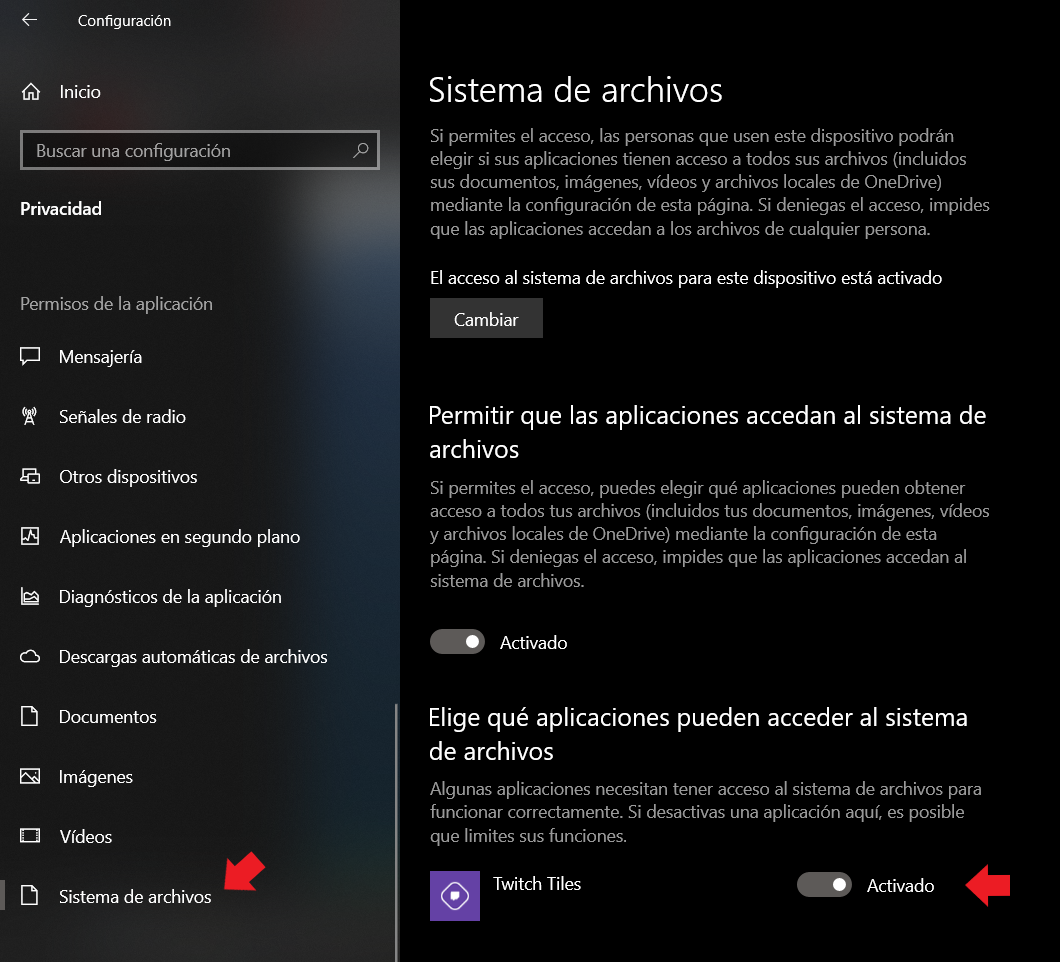 Configuración
Inicio
Buscar una configuración
Privacidad
Permisos de la aplicación
Mensajería
Señales de radio
Otros dispositivos
Aplicaciones en segundo plano
Diagnósticos de la aplicación
Descargas automáticas de archivos
Documentos
Imágenes
Vídeos
Sistema de archivos
Sistema de archivos
Si permites el acceso, las personas que usen este dispositivo podrán
elegir si sus aplicaciones tienen acceso a todos sus archivos (incluidos
sus documentos, imágenes, vídeos y archivos locales de OneDrive)
mediante la configuración de esta página. Si deniegas el acceso, impides
que las aplicaciones accedan a los archivos de cualquier persona.
El acceso al sistema de archivos para este dispositivo está activado
Cambiar
Permitir que las aplicaciones accedan al sistema de
archivos
Si permites el acceso, puedes elegir qué aplicaciones pueden obtener
acceso a todos tus archivos (incluidos tus documentos, imágenes, vídeos
y archivos locales de OneDrive) mediante la configuración de esta
página. Si deniegas el acceso, impides que las aplicaciones accedan al
sistema de archivos.
Activado
Elige qué aplicaciones pueden acceder al sistema
de archivos
Algunas aplicaciones necesitan tener acceso al sistema de archivos para
funcionar correctamente. Si desactivas una aplicación aquí, es posible
que limites sus funciones.
Twitch Tiles
Activado